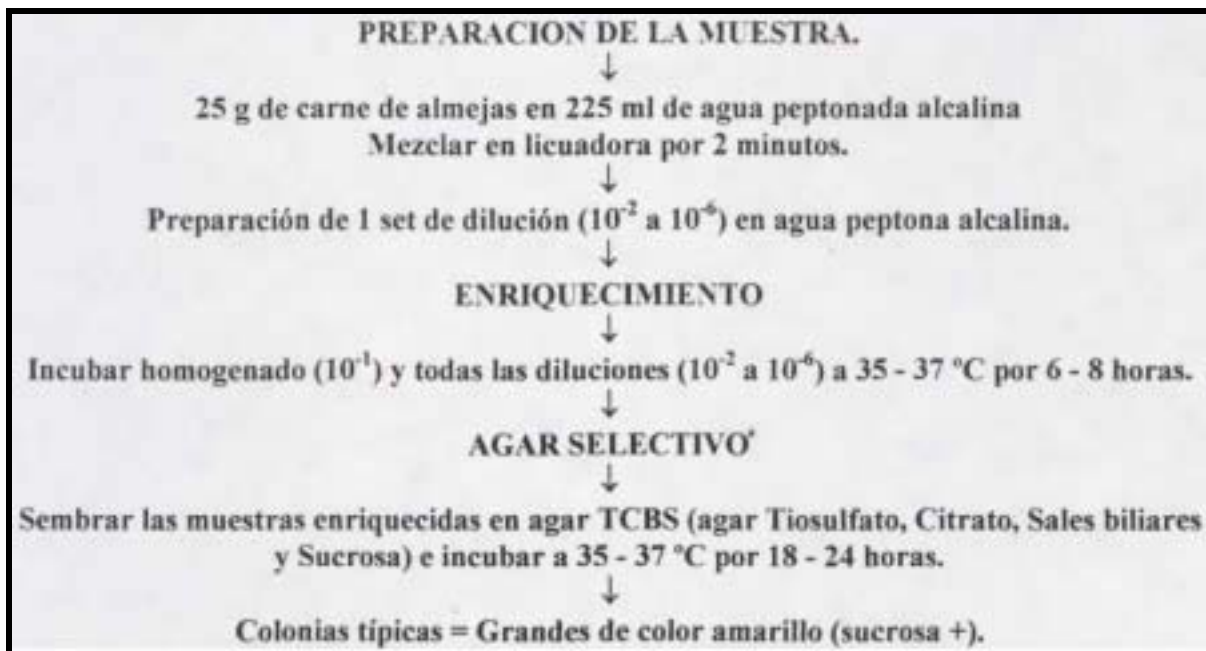 PREPARACION DE LA MUESTRA.
↓
25 g de carne de almejas en 225 ml de agua peptonada alcalina
Mezclar en licuadora por 2 minutos.
↓
Preparación de 1 set de dilución (10⁻² a 10⁻⁶) en agua peptona alcalina.
↓
ENRIQUECIMIENTO
↓
Incubar homogenado (10⁻¹) y todas las diluciones (10⁻² a 10⁻⁶) a 35 - 37 ºC por 6 - 8 horas.
↓
AGAR SELECTIVO*
↓
Sembrar las muestras enriquecidas en agar TCBS (agar Tiosulfato, Citrato, Sales biliares
y Sucrosa) e incubar a 35 - 37 ºC por 18 - 24 horas.
↓
Colonias típicas = Grandes de color amarillo (sucrosa +).